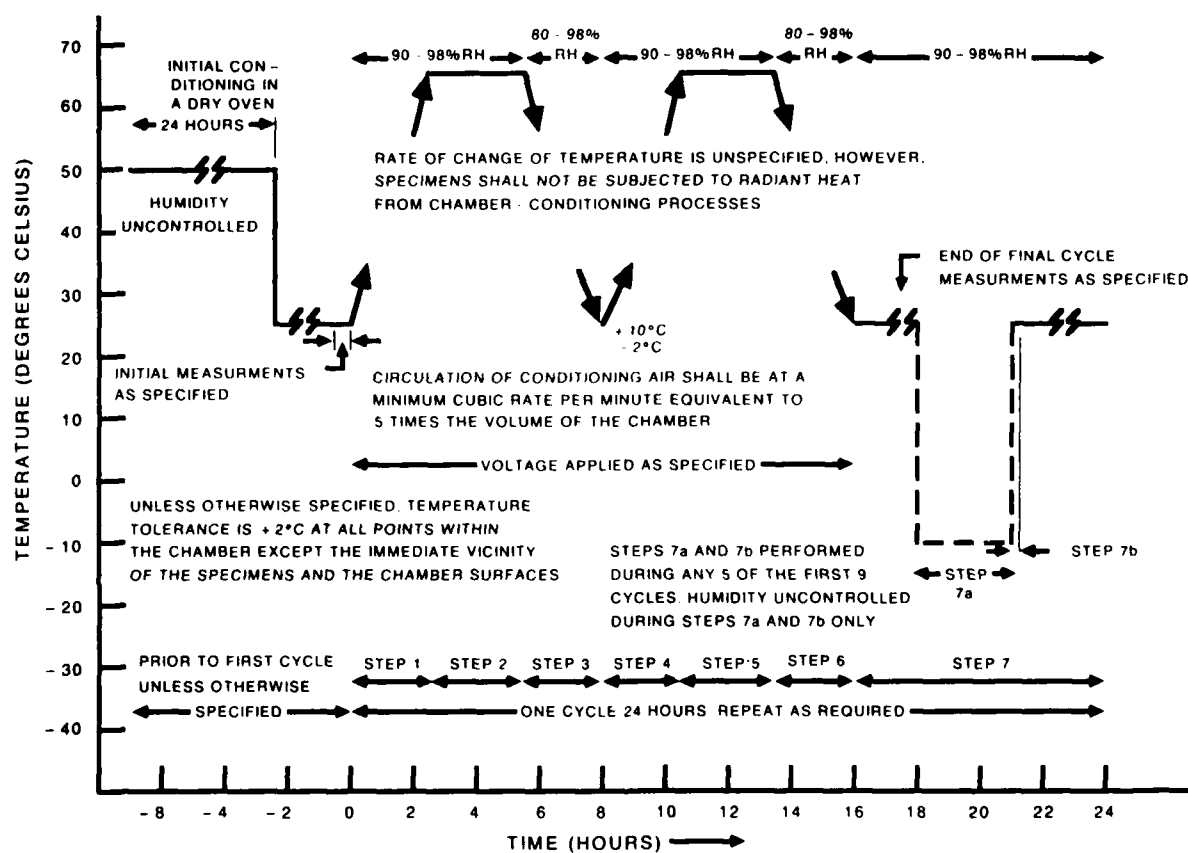 80 - 98%
80 - 98%
70
90 - 98% RH
RH
90 - 98% RH
RH
90 - 98% RH
INITIAL CON -
DITIONING IN
A DRY OVEN
24 HOURS
60
RATE OF CHANGE OF TEMPERATURE IS UNSPECIFIED, HOWEVER,
SPECIMENS SHALL NOT BE SUBJECTED TO RADIANT HEAT
FROM CHAMBER - CONDITIONING PROCESSES
50
HUMIDITY
UNCONTROLLED
40
END OF FINAL CYCLE
MEASURMENTS AS SPECIFIED
30
+ 10°C
- 2°C
20
INITIAL MEASURMENTS
AS SPECIFIED
CIRCULATION OF CONDITIONING AIR SHALL BE AT A
MINIMUM CUBIC RATE PER MINUTE EQUIVALENT TO
5 TIMES THE VOLUME OF THE CHAMBER
10
VOLTAGE APPLIED AS SPECIFIED
0
UNLESS OTHERWISE SPECIFIED, TEMPERATURE
TOLERANCE IS + 2°C AT ALL POINTS WITHIN
THE CHAMBER EXCEPT THE IMMEDIATE VICINITY
OF THE SPECIMENS AND THE CHAMBER SURFACES
- 10
STEPS 7a AND 7b PERFORMED
DURING ANY 5 OF THE FIRST 9
CYCLES. HUMIDITY UNCONTROLLED
DURING STEPS 7a AND 7b ONLY
STEP 7b
STEP
7a
- 20
- 30
PRIOR TO FIRST CYCLE
UNLESS OTHERWISE
SPECIFIED
STEP 1
STEP 2
STEP 3
STEP 4
STEP 5
STEP 6
STEP 7
ONE CYCLE 24 HOURS REPEAT AS REQUIRED
- 40
TEMPERATURE (DEGREES CELSIUS)
- 8
- 4
- 2
0
2
4
6
8
10
12
14
16
18
20
22
24
TIME (HOURS)